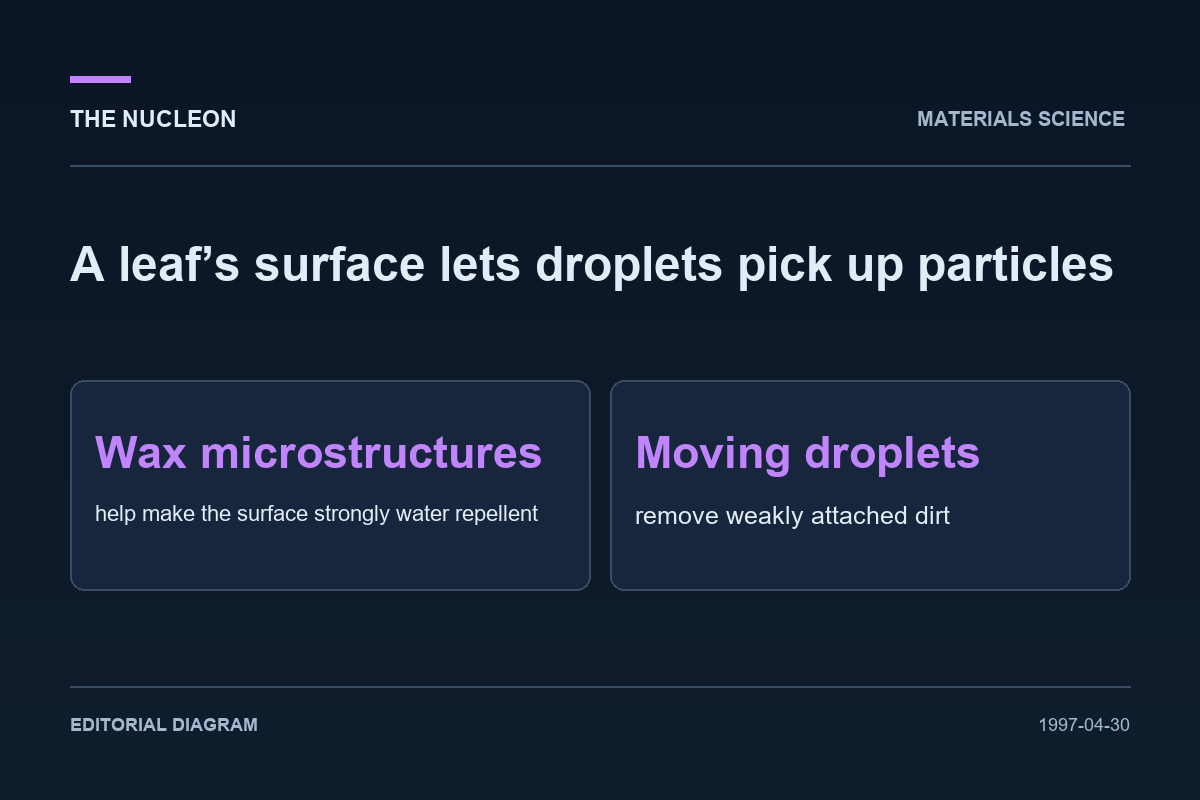 THE NUCLEON
MATERIALS SCIENCE
A leaf’s surface lets droplets pick up particles
Wax microstructures
help make the surface strongly water repellent
Moving droplets
remove weakly attached dirt
EDITORIAL DIAGRAM
1997-04-30